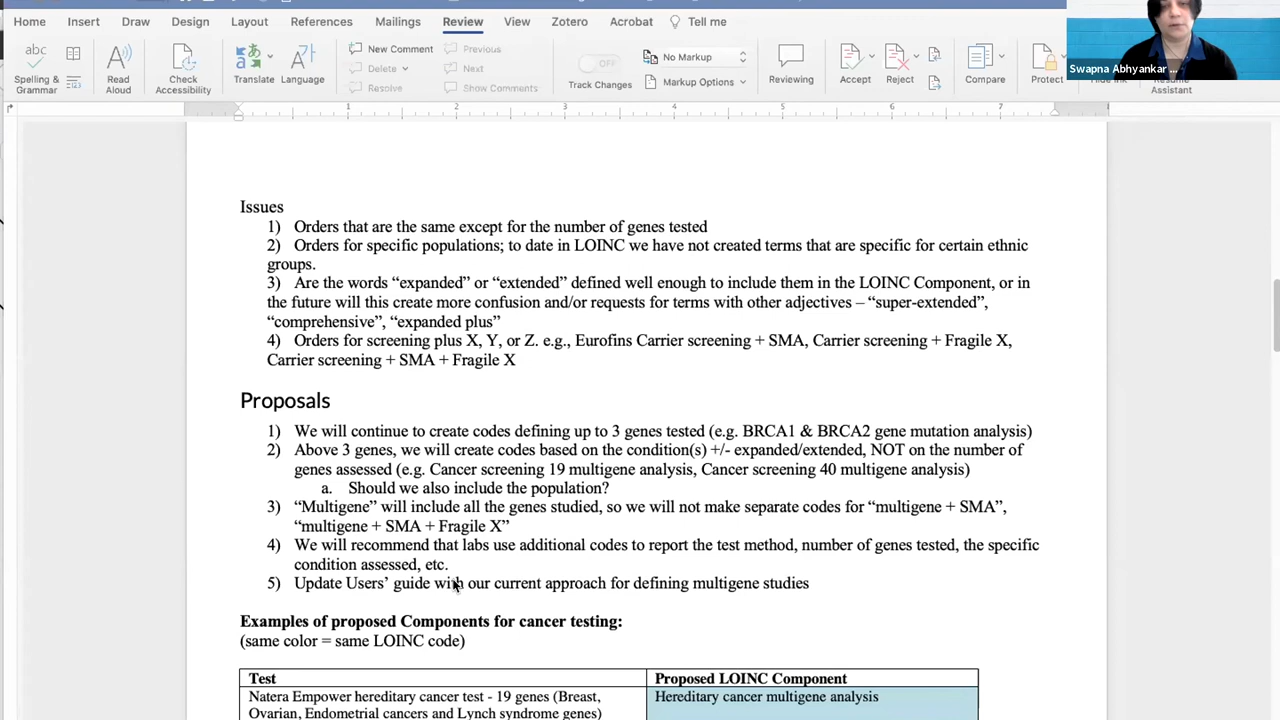 Home Insert Draw Design Layout References Mailings Review View Zotero Acrobat Tell me
Spelling & Grammar
Read Aloud
Check Accessibility
Translate
Language
New Comment
Delete
Resolve
Previous
Next
Show Comments
OFF
Track Changes
No Markup
Markup Options
Reviewing
Accept
Reject
Compare
Protect
Hide Ink
Resume Assistant
Swapna Abhyankar ...
1 2 3 4 5 6 7
Issues
1) Orders that are the same except for the number of genes tested
2) Orders for specific populations; to date in LOINC we have not created terms that are specific for certain ethnic
groups.
3) Are the words “expanded” or “extended” defined well enough to include them in the LOINC Component, or in
the future will this create more confusion and/or requests for terms with other adjectives – “super-extended”,
“comprehensive”, “expanded plus”
4) Orders for screening plus X, Y, or Z. e.g., Eurofins Carrier screening + SMA, Carrier screening + Fragile X,
Carrier screening + SMA + Fragile X
Proposals
1) We will continue to create codes defining up to 3 genes tested (e.g. BRCA1 & BRCA2 gene mutation analysis)
2) Above 3 genes, we will create codes based on the condition(s) +/- expanded/extended, NOT on the number of
genes assessed (e.g. Cancer screening 19 multigene analysis, Cancer screening 40 multigene analysis)
a. Should we also include the population?
3) “Multigene” will include all the genes studied, so we will not make separate codes for “multigene + SMA”,
“multigene + SMA + Fragile X”
4) We will recommend that labs use additional codes to report the test method, number of genes tested, the specific
condition assessed, etc.
5) Update Users’ guide with our current approach for defining multigene studies
Examples of proposed Components for cancer testing:
(same color = same LOINC code)
Test Proposed LOINC Component
Natera Empower hereditary cancer test - 19 genes (Breast, Hereditary cancer multigene analysis
Ovarian, Endometrial cancers and Lynch syndrome genes)